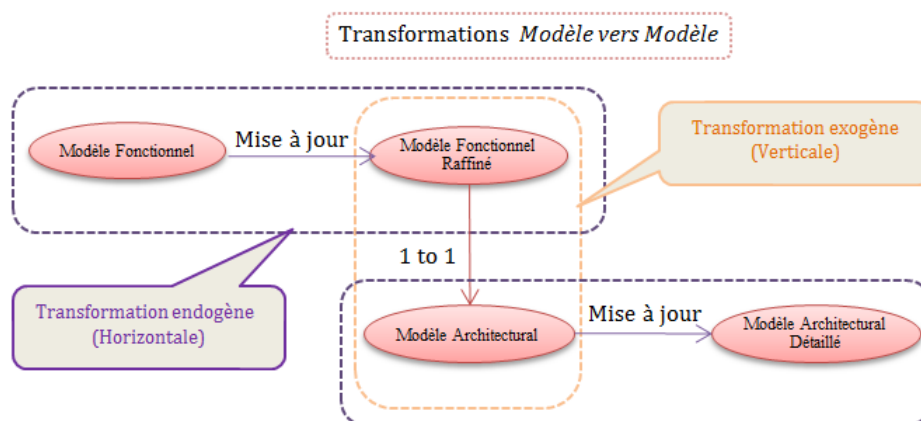 Transformations Modèle vers Modèle
Modèle Fonctionnel
Mise à jour
Modèle Fonctionnel
Raffiné
Transformation exogène
(Verticale)
1 to 1
Transformation endogène
(Horizontale)
Modèle Architectural
Mise à jour
Modèle Architectural
Détaillé